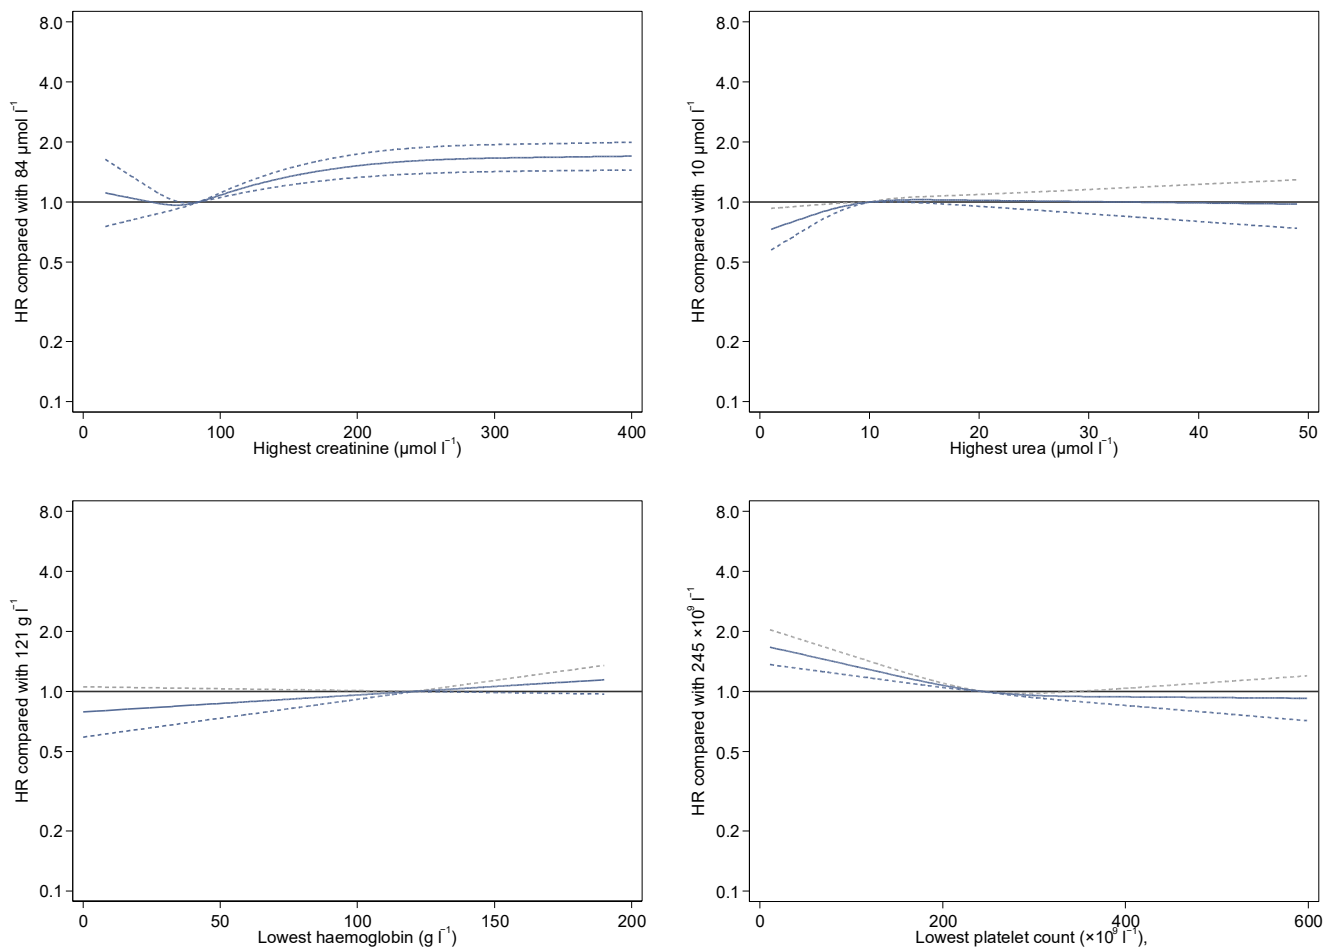 8.0
4.0
2.0
1.0
0.5
0.2
0.1
HR compared with 84 µmol l⁻¹
0 100 200 300 400
Highest creatinine (µmol l⁻¹)
8.0
4.0
2.0
1.0
0.5
0.2
0.1
HR compared with 10 µmol l⁻¹
0 10 20 30 40 50
Highest urea (µmol l⁻¹)
8.0
4.0
2.0
1.0
0.5
0.2
0.1
HR compared with 121 g l⁻¹
0 50 100 150 200
Lowest haemoglobin (g l⁻¹)
8.0
4.0
2.0
1.0
0.5
0.2
0.1
HR compared with 245 ×10⁹ l⁻¹
0 200 400 600
Lowest platelet count (×10⁹ l⁻¹),